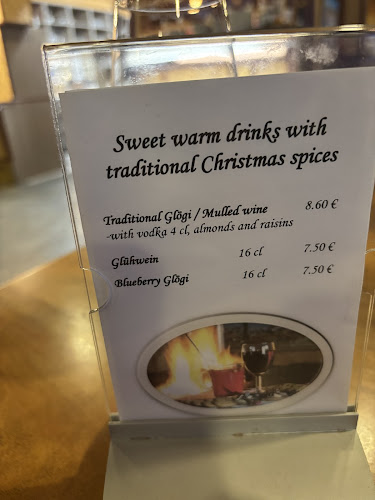 Sweet warm drinks with
traditional Christmas spices
Traditional Glögi / Mulled wine 8.60 €
-with vodka 4 cl, almonds and raisins
Glühwein 16 cl 7.50 €
Blueberry Glögi 16 cl 7.50 €